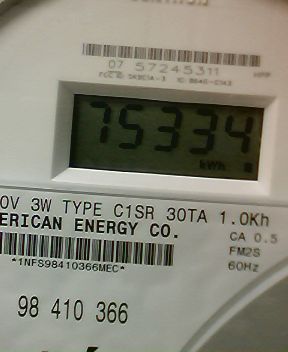 07 57245311
75334
kWh
0V 3W TYPE C1SR 30TA 1.0Kh
ERICAN ENERGY CO.
CA 0.5
FM2S
60Hz
*1NFS98410366MEC*
98 410 366